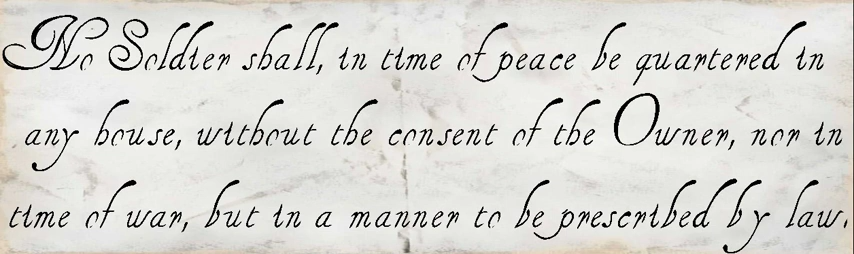 No Soldier shall, in time of peace be quartered in
any house, without the consent of the Owner, nor in
time of war, but in a manner to be prescribed by law.